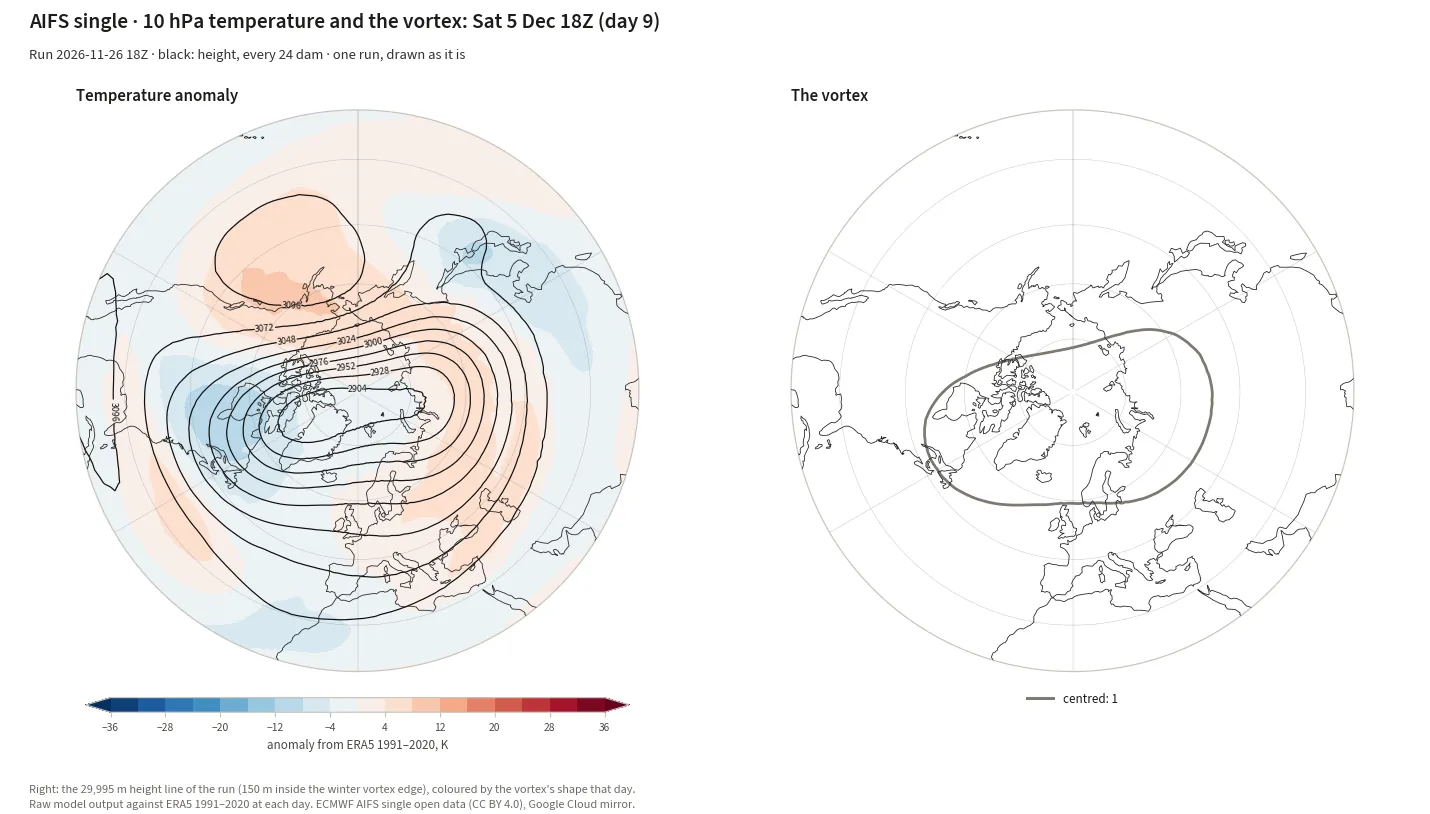 AIFS single · 10 hPa temperature and the vortex: Sat 5 Dec 18Z (day 9)
Run 2026-11-26 18Z · black: height, every 24 dam · one run, drawn as it is
Temperature anomaly
The vortex
3096
3072
3048
3024
3000
2976
2952
2928
2904
3096
centred: 1
−36
−28
−20
−12
−4
4
12
20
28
36
anomaly from ERA5 1991–2020, K
Right: the 29,995 m height line of the run (150 m inside the winter vortex edge), coloured by the vortex's shape that day.
Raw model output against ERA5 1991–2020 at each day. ECMWF AIFS single open data (CC BY 4.0), Google Cloud mirror.